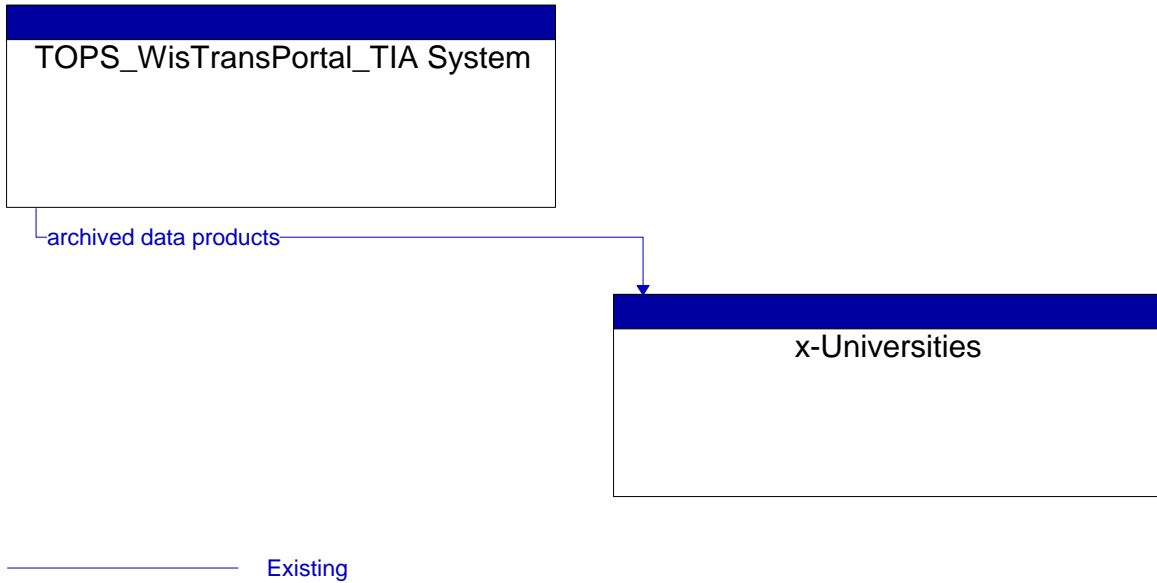 TOPS_WisTransPortal_TIA System
archived data products
x-Universities
Existing